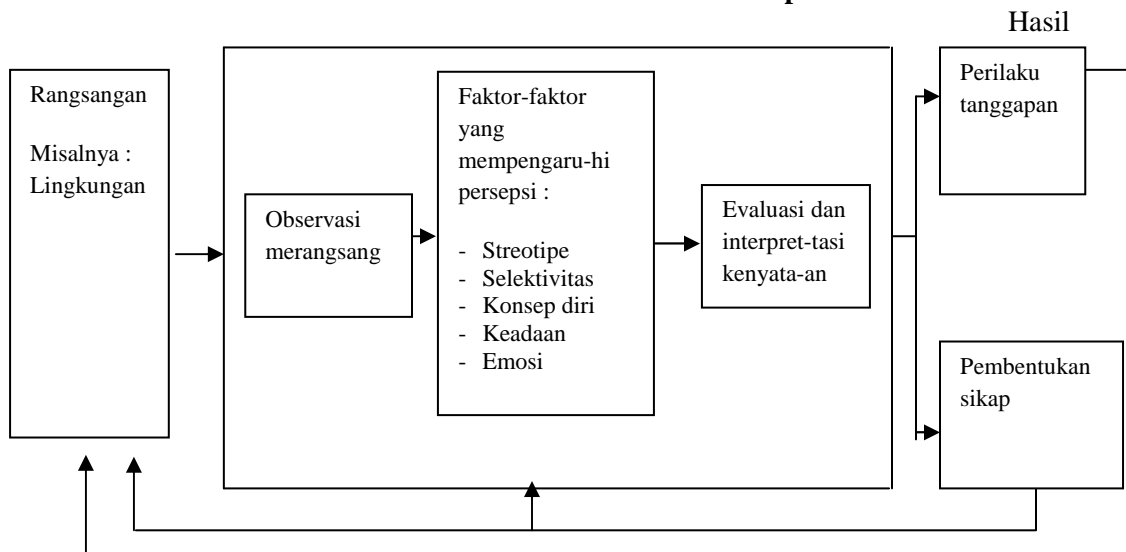 Hasil
Rangsangan
Misalnya :
Lingkungan
Observasi
merangsang
Faktor-faktor
yang
mempengaru-hi
persepsi :
- Streotipe
- Selektivitas
- Konsep diri
- Keadaan
- Emosi
Evaluasi dan
interpret-tasi
kenyata-an
Perilaku
tanggapan
Pembentukan
sikap